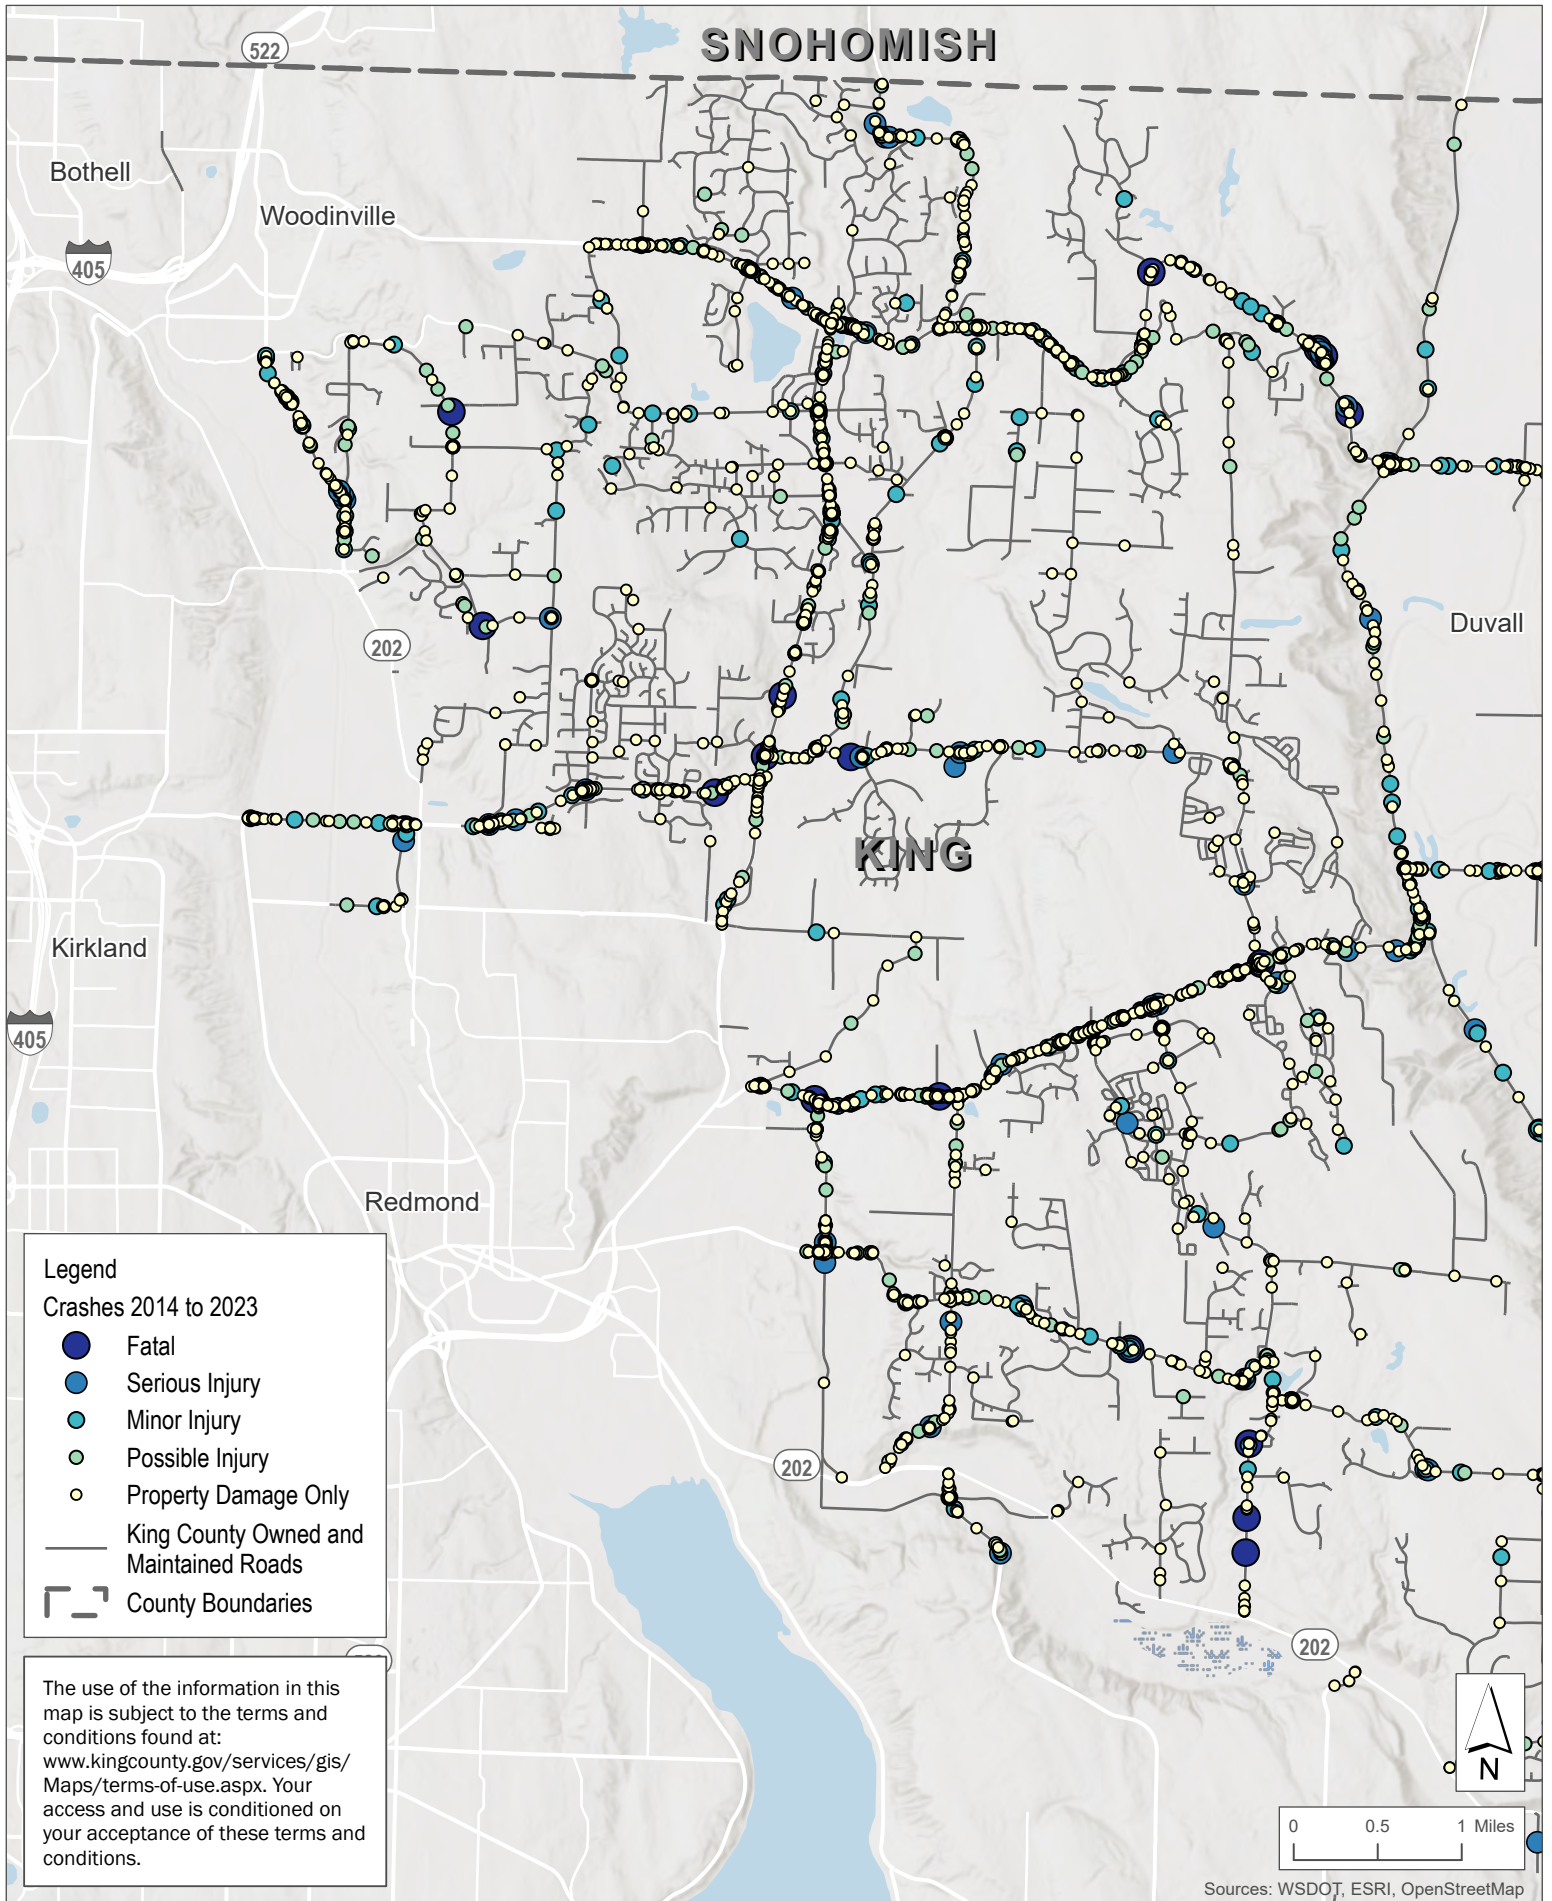 SNOHOMISH
522
Bothell
Woodinville
405
Duvall
202
KING
Kirkland
405
Redmond
Legend
Crashes 2014 to 2023
Fatal
Serious Injury
Minor Injury
Possible Injury
Property Damage Only
King County Owned and
Maintained Roads
County Boundaries
202
202
The use of the information in this
map is subject to the terms and
conditions found at:
www.kingcounty.gov/services/gis/
Maps/terms-of-use.aspx. Your
access and use is conditioned on
your acceptance of these terms and
conditions.
N
0 0.5 1 Miles
Sources: WSDOT, ESRI, OpenStreetMap